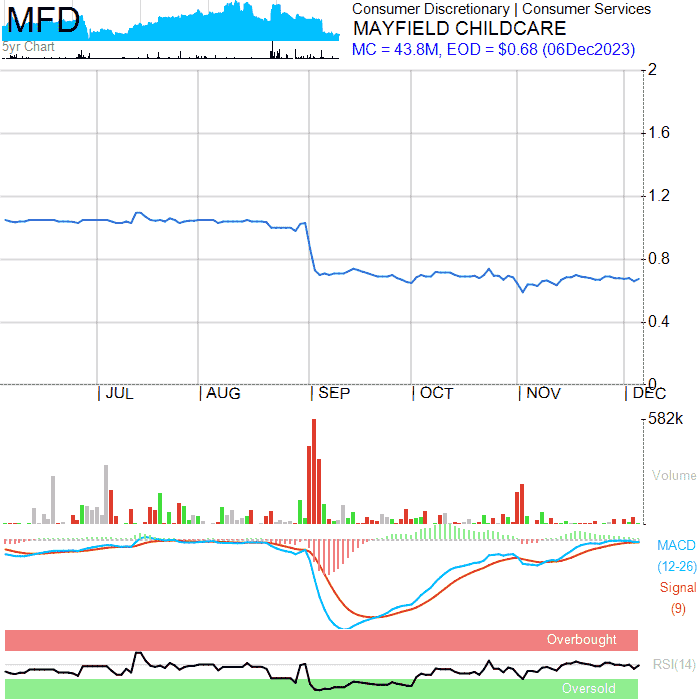 MFD
5yr Chart
Consumer Discretionary | Consumer Services
MAYFIELD CHILDCARE
MC = 43.8M, EOD = $0.68 (06Dec2023)
2
1.6
1.2
0.8
0.4
0
| JUL | AUG | SEP | OCT | NOV | DEC
582k
Volume
MACD
(12-26)
Signal
(9)
Overbought
RSI(14)
Oversold